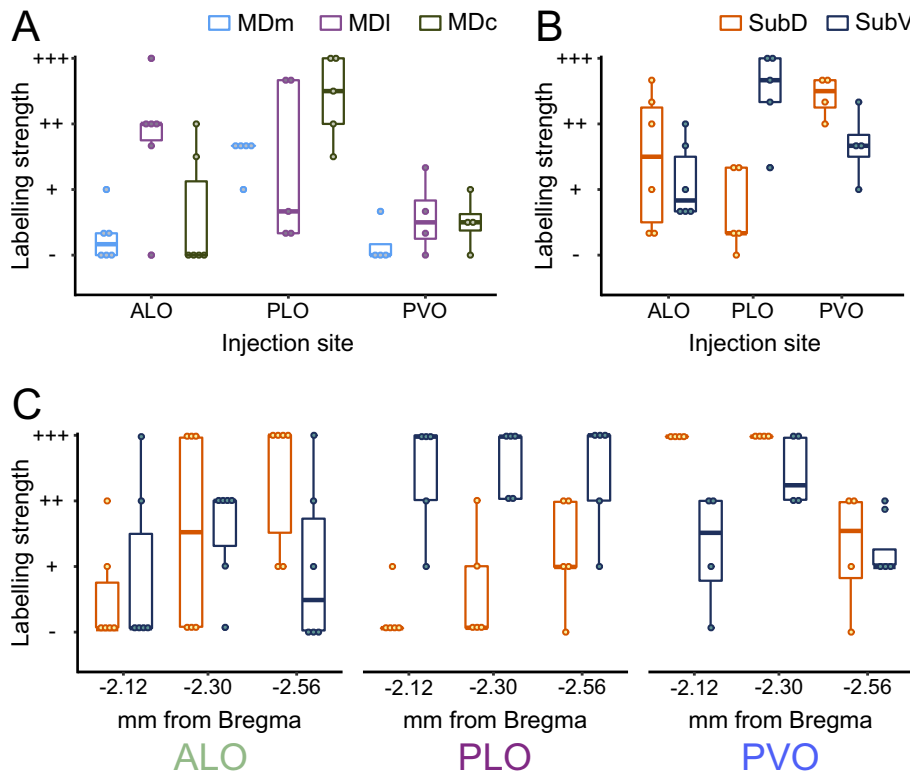 A
MDm MDl MDc
Labelling strength
+++
++
+
-
ALO PLO PVO
Injection site
B
SubD SubV
Labelling strength
+++
++
+
-
ALO PLO PVO
Injection site
C
Labelling strength
+++
++
+
-
-2.12 -2.30 -2.56 -2.12 -2.30 -2.56 -2.12 -2.30 -2.56
mm from Bregma mm from Bregma mm from Bregma
ALO PLO PVO